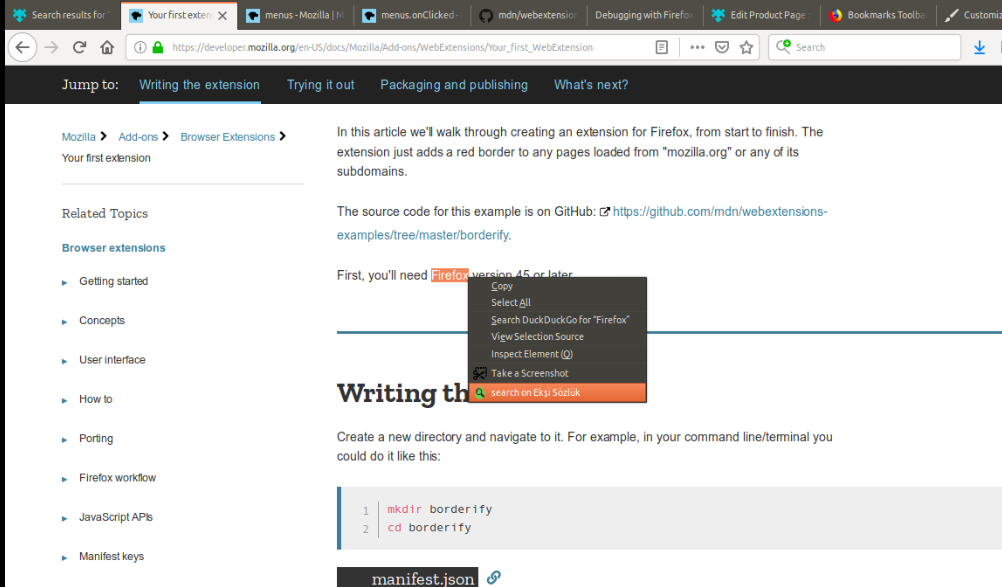 Search results for "
Your first exten
menus - Mozilla | M
menus.onClicked -
mdn/webextension
Debugging with Firefo
Edit Product Page:
Bookmarks Toolba
Customiz
https://developer.mozilla.org/en-US/docs/Mozilla/Add-ons/WebExtensions/Your_first_WebExtension
Search
Jump to: Writing the extension Trying it out Packaging and publishing What's next?
Mozilla Add-ons Browser Extensions
Your first extension
Related Topics
Browser extensions
Getting started
Concepts
User interface
How to
Porting
Firefox workflow
JavaScript APIs
Manifest keys
In this article we'll walk through creating an extension for Firefox, from start to finish. The
extension just adds a red border to any pages loaded from "mozilla.org" or any of its
subdomains.
The source code for this example is on GitHub: https://github.com/mdn/webextensions-
examples/tree/master/borderify.
First, you'll need Firefox version 45 or later.
Copy
Select All
Search DuckDuckGo for "Firefox"
View Selection Source
Inspect Element (Q)
Take a Screenshot
search on Ekşi Sözlük
Writing th
Create a new directory and navigate to it. For example, in your command line/terminal you
could do it like this:
1 mkdir borderify
2 cd borderify
manifest.json